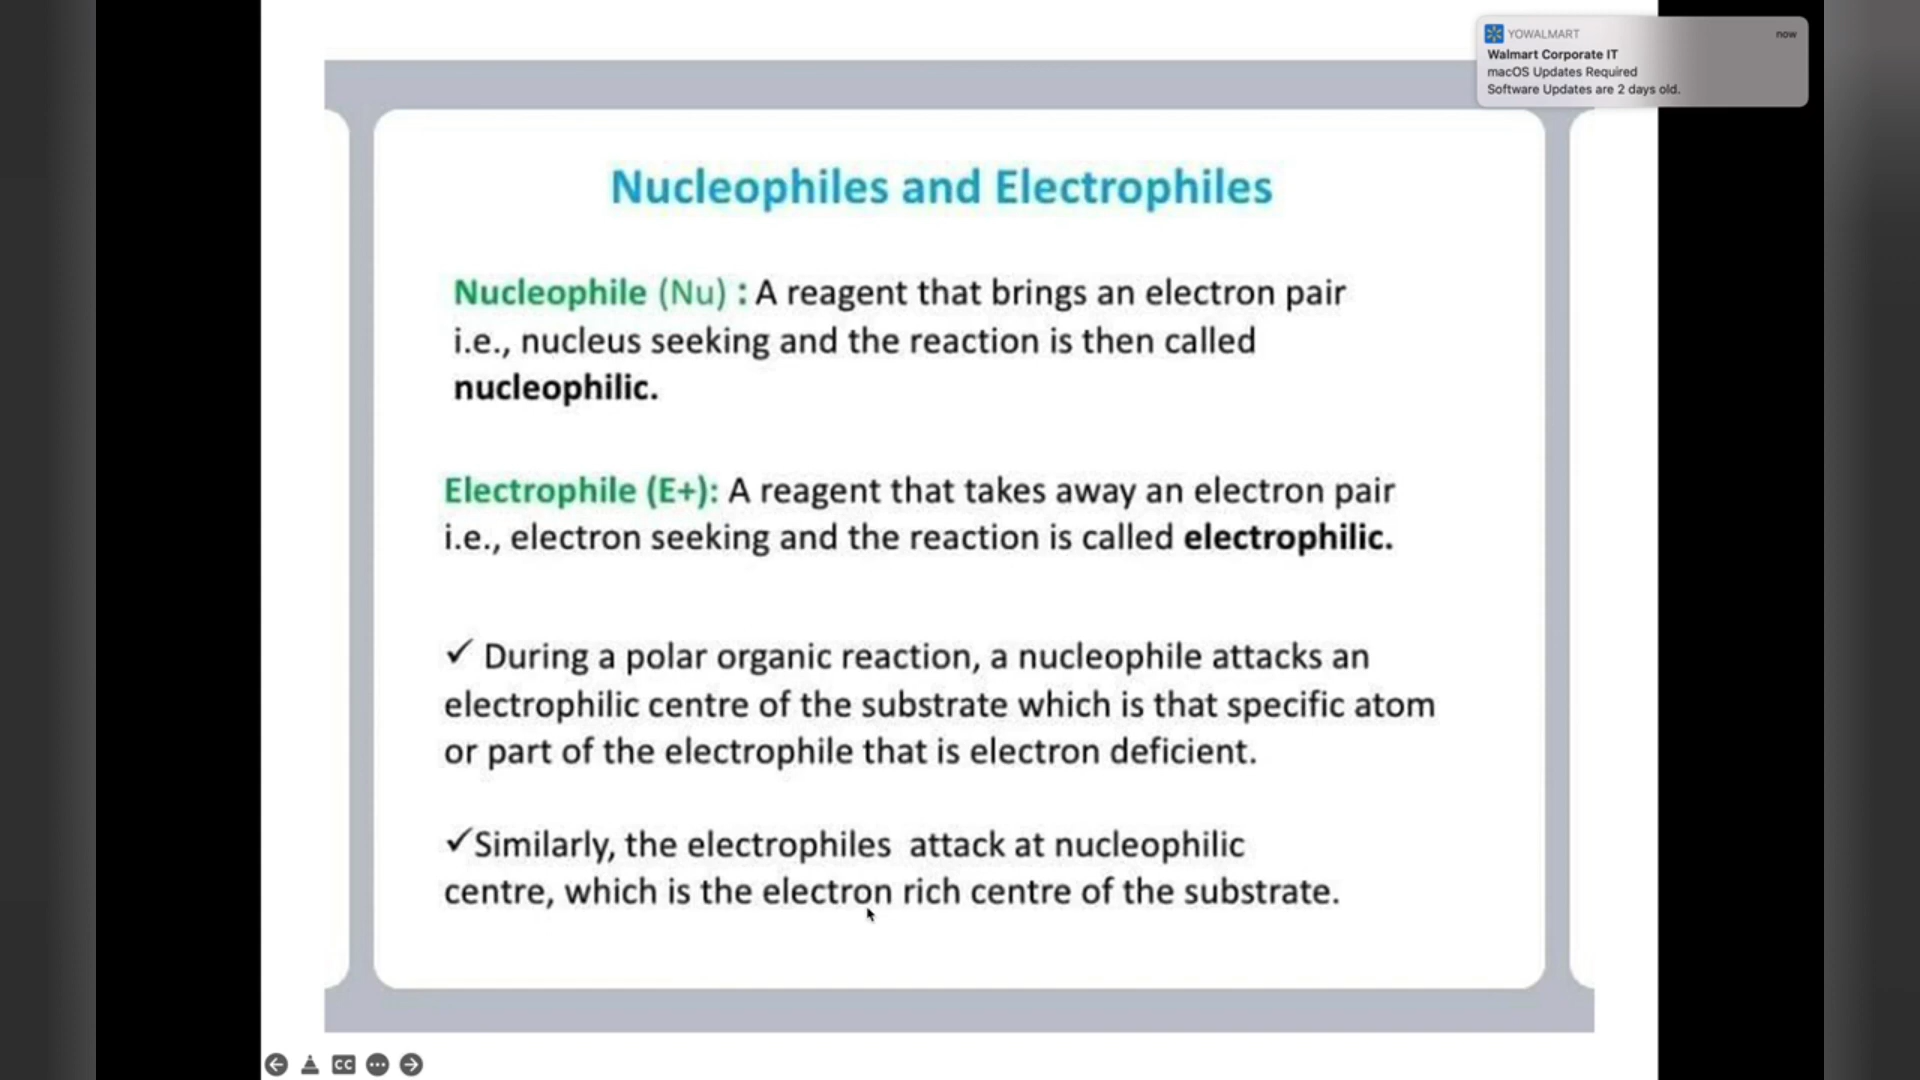 YOWALMART now
Walmart Corporate IT
macOS Updates Required
Software Updates are 2 days old.
Nucleophiles and Electrophiles
Nucleophile (Nu) : A reagent that brings an electron pair
i.e., nucleus seeking and the reaction is then called
nucleophilic.
Electrophile (E+): A reagent that takes away an electron pair
i.e., electron seeking and the reaction is called electrophilic.
✓ During a polar organic reaction, a nucleophile attacks an
electrophilic centre of the substrate which is that specific atom
or part of the electrophile that is electron deficient.
✓Similarly, the electrophiles attack at nucleophilic
centre, which is the electron rich centre of the substrate.
CC